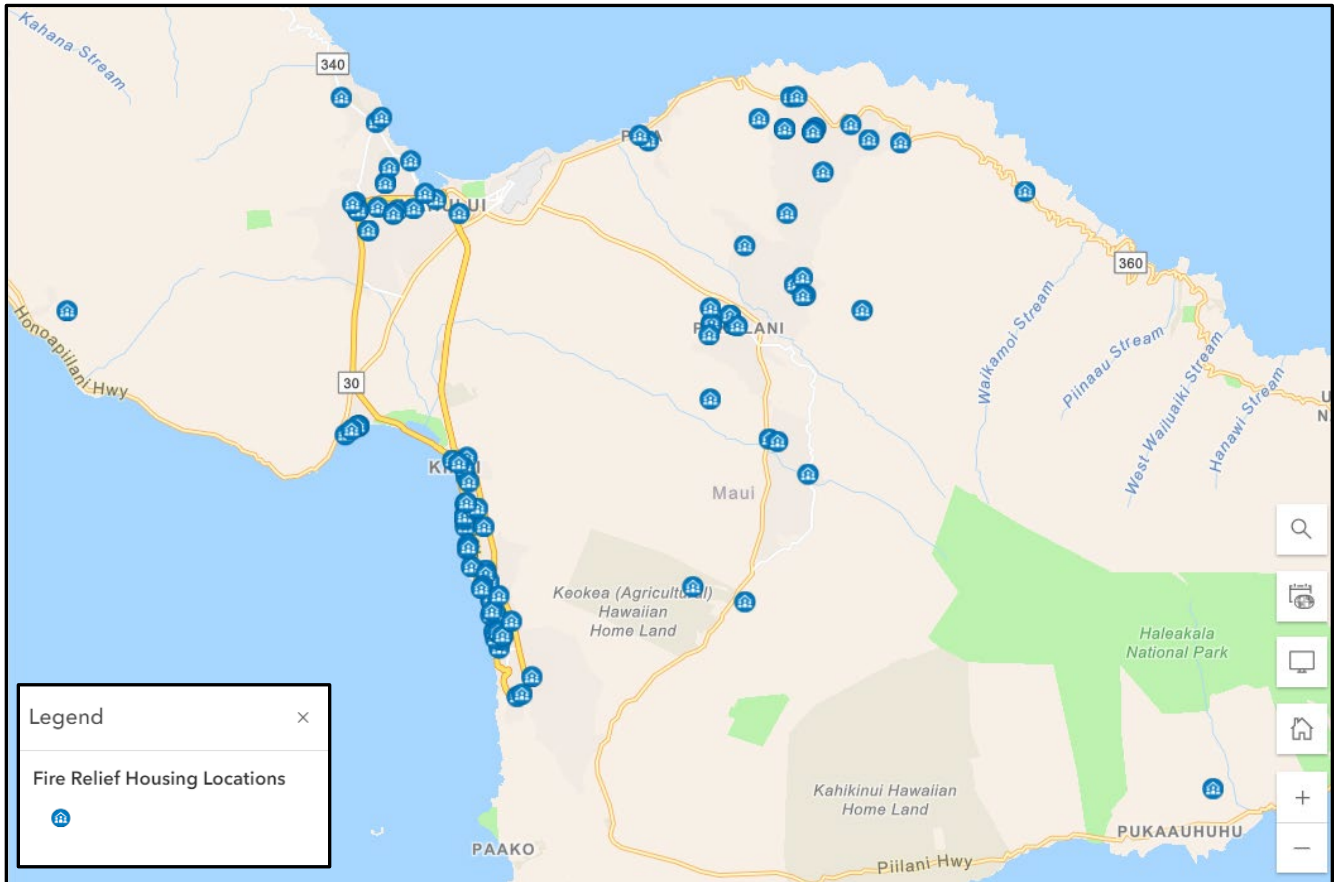 Kahana Stream
340
360
Honoapiilani Hwy
30
Waikamoi Stream
Piinaau Stream
West Wailuaiki Stream
Hanawi Stream
Maui
Keokea (Agricultural)
Hawaiian
Home Land
Haleakala
National Park
Legend ×
Fire Relief Housing Locations
Kahikinui Hawaiian
Home Land
PUKAAUHUHU
PAAKO
Piilani Hwy
+
−